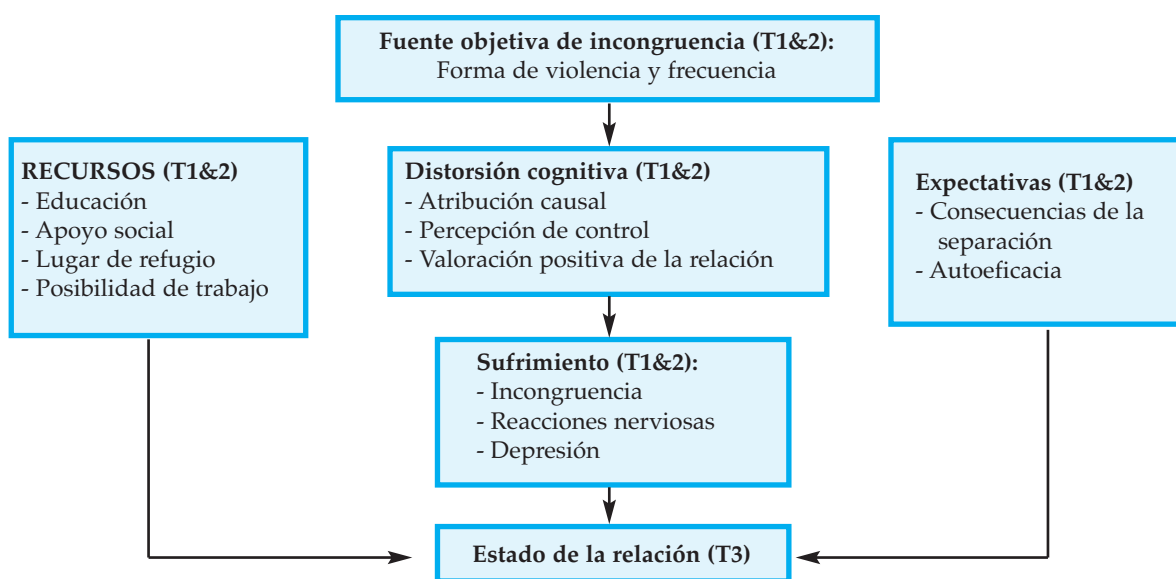 Fuente objetiva de incongruencia (T1&2):
Forma de violencia y frecuencia
RECURSOS (T1&2)
- Educación
- Apoyo social
- Lugar de refugio
- Posibilidad de trabajo
Distorsión cognitiva (T1&2)
- Atribución causal
- Percepción de control
- Valoración positiva de la relación
Expectativas (T1&2)
- Consecuencias de la
separación
- Autoeficacia
Sufrimiento (T1&2):
- Incongruencia
- Reacciones nerviosas
- Depresión
Estado de la relación (T3)